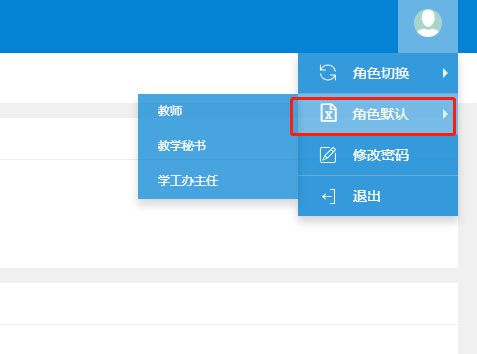 角色切换
角色默认
修改密码
退出
教师
教学秘书
学工办主任